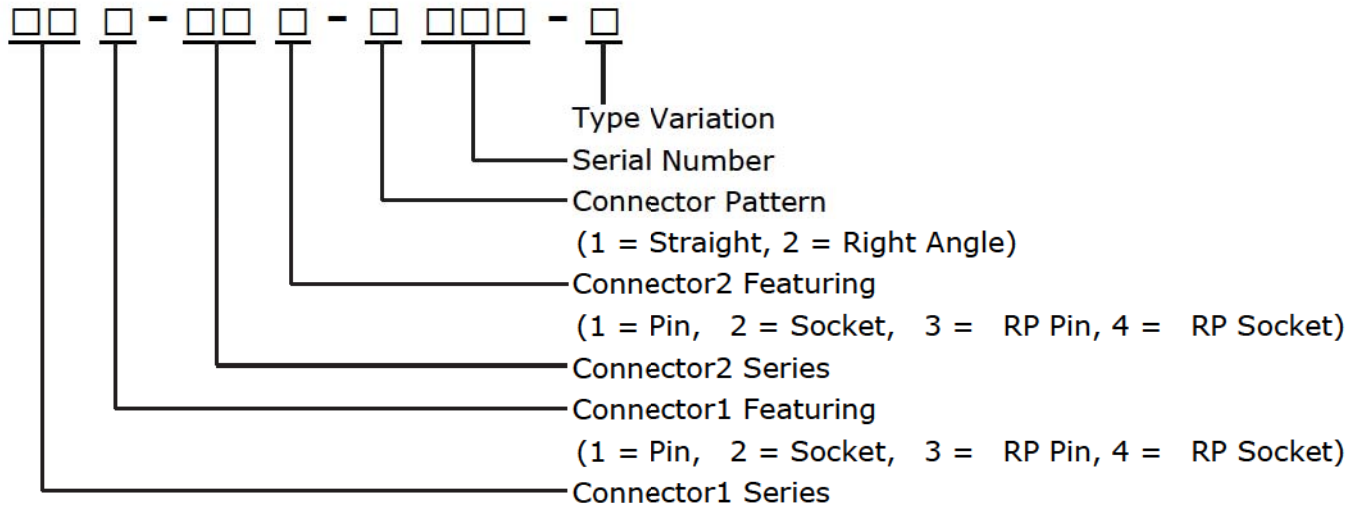 □□ □ - □□ □ - □ □□□ - □
Type Variation
Serial Number
Connector Pattern
(1 = Straight, 2 = Right Angle)
Connector2 Featuring
(1 = Pin, 2 = Socket, 3 = RP Pin, 4 = RP Socket)
Connector2 Series
Connector1 Featuring
(1 = Pin, 2 = Socket, 3 = RP Pin, 4 = RP Socket)
Connector1 Series